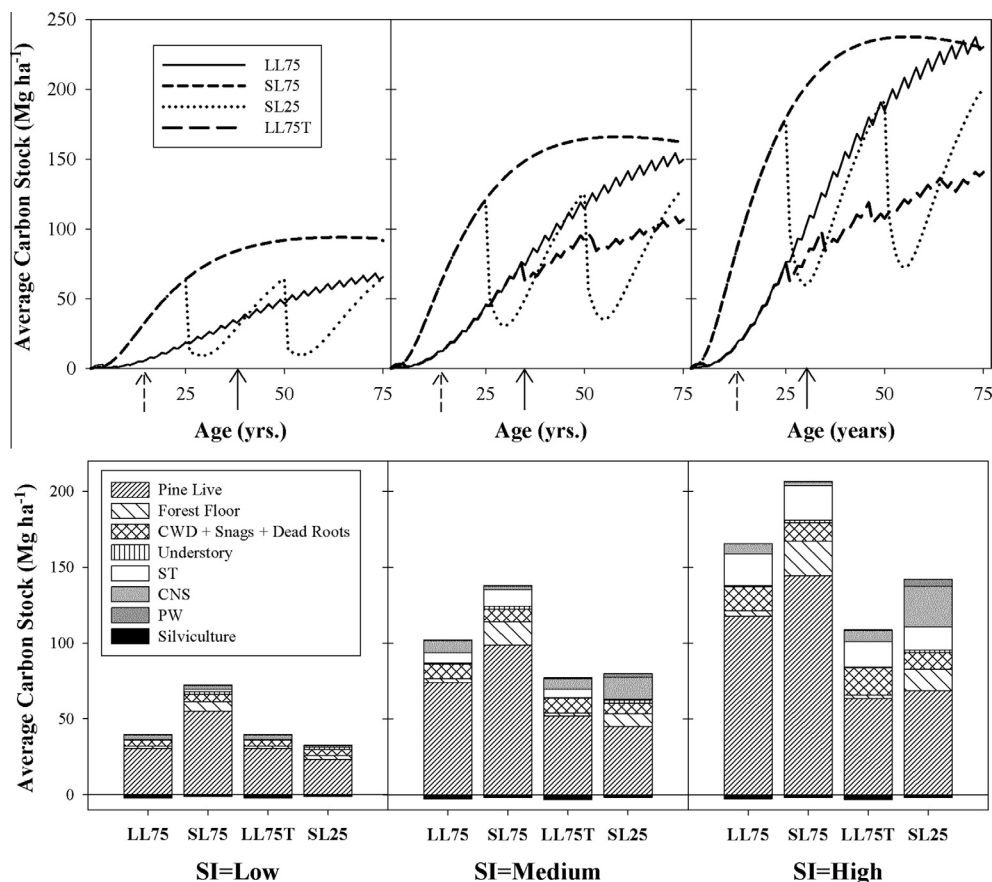 Average Carbon Stock (Mg ha⁻¹)
250
200
150
100
50
0
LL75
SL75
SL25
LL75T
25
50
75
25
50
75
25
50
75
Age (yrs.)
Age (yrs.)
Age (years)
Average Carbon Stock (Mg ha⁻¹)
200
150
100
50
0
Pine Live
Forest Floor
CWD + Snags + Dead Roots
Understory
ST
CNS
PW
Silviculture
LL75 SL75 LL75T SL25
LL75 SL75 LL75T SL25
LL75 SL75 LL75T SL25
SI=Low
SI=Medium
SI=High